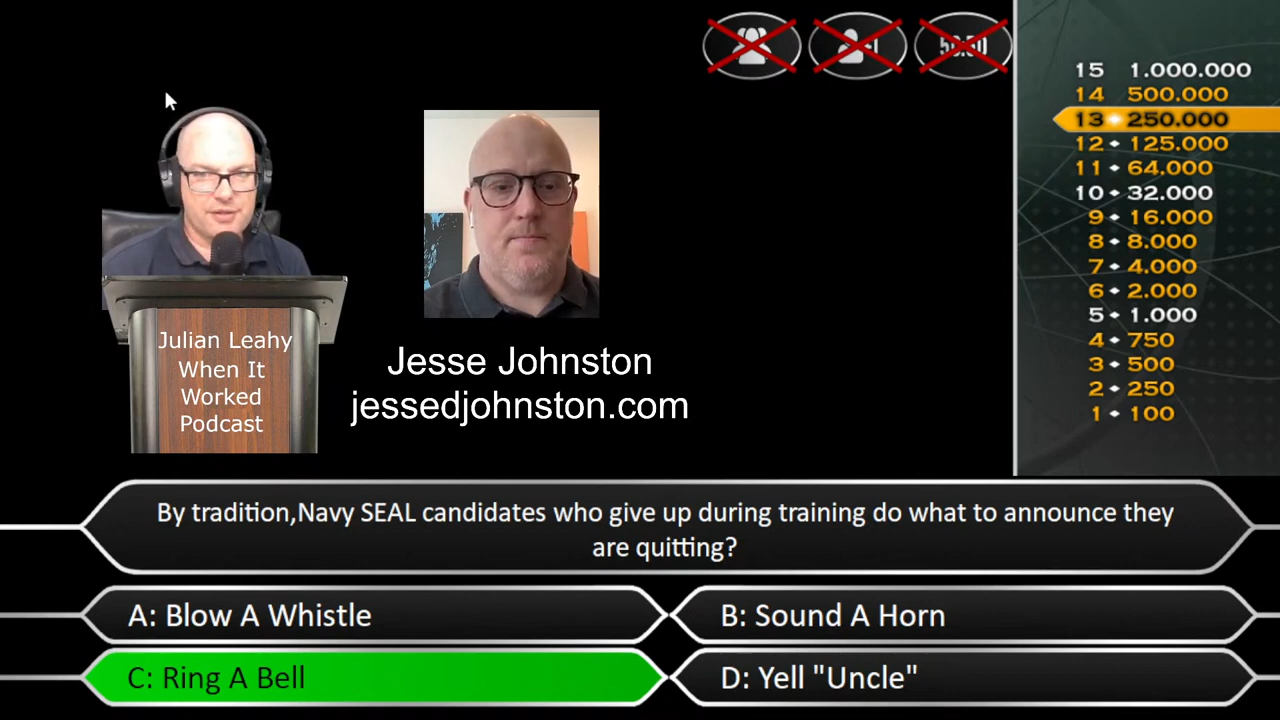 50:50
15 1.000.000
14 500.000
13 250.000
12 125.000
11 64.000
10 32.000
9 16.000
8 8.000
7 4.000
6 2.000
5 1.000
4 750
3 500
2 250
1 100
Julian Leahy
When It
Worked
Podcast
Jesse Johnston
jessedjohnston.com
By tradition,Navy SEAL candidates who give up during training do what to announce they
are quitting?
A: Blow A Whistle
B: Sound A Horn
C: Ring A Bell
D: Yell "Uncle"